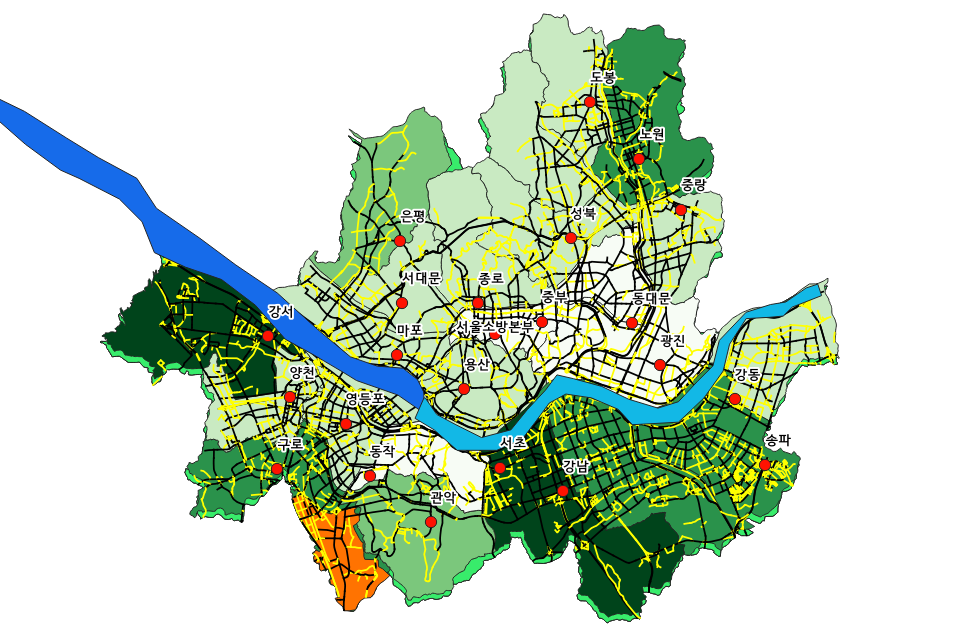 도봉
노원
중랑
은평
성북
서대문
종로
중부
동대문
강서
마포
서울소방본부
광진
용산
양천
강동
영등포
구로
동작
서초
송파
강남
관악